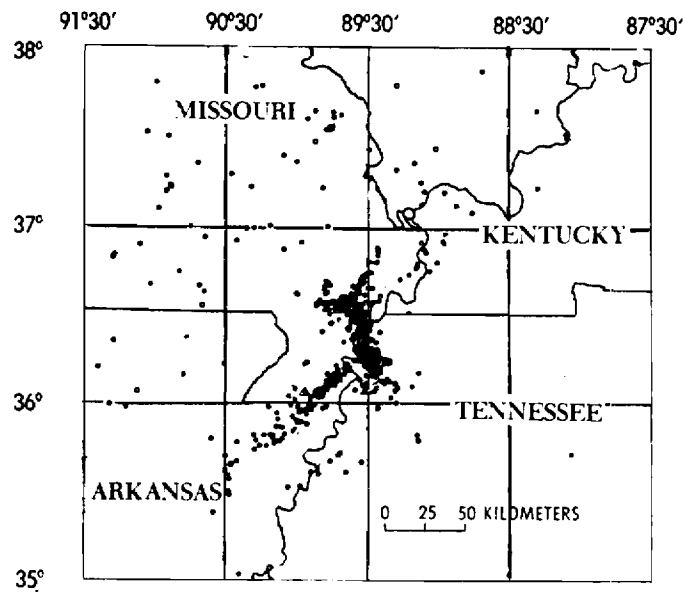 91°30' 90°30' 89°30' 88°30' 87°30'
38°
MISSOURI
37°
KENTUCKY
36°
TENNESSEE
ARKANSAS
0 25 50 KILOMETERS
35°